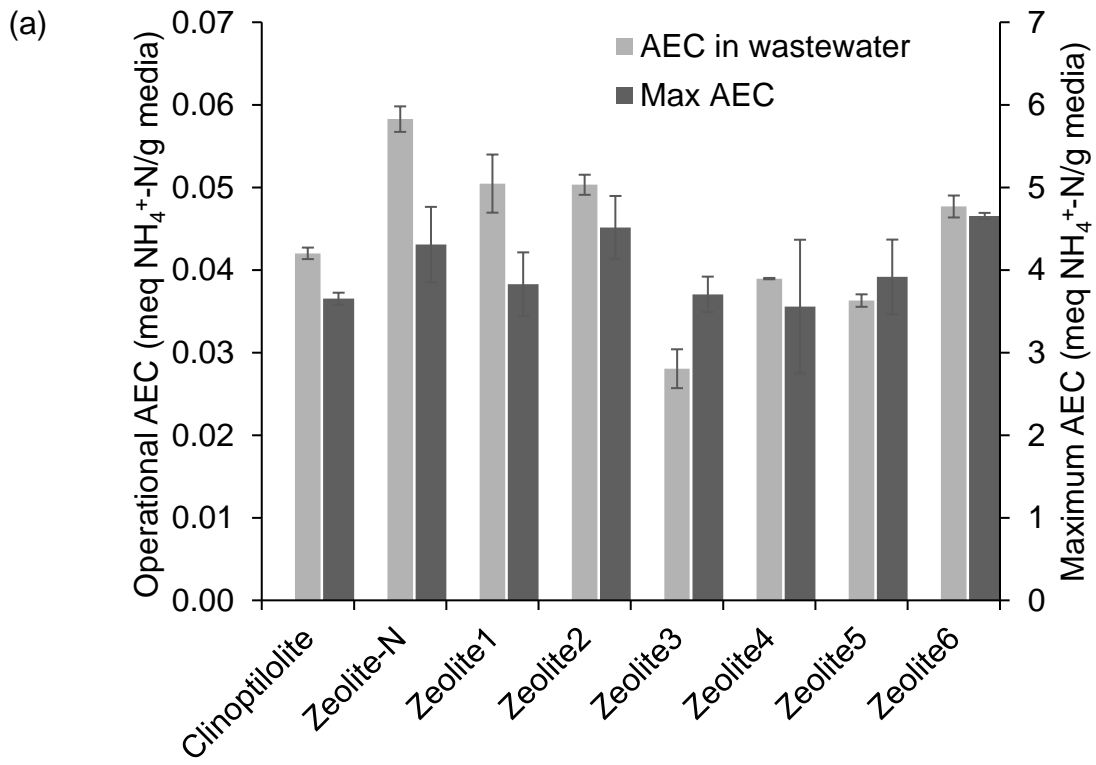 (a)
AEC in wastewater
Max AEC
Operational AEC (meq NH₄⁺-N/g media)
0.07
0.06
0.05
0.04
0.03
0.02
0.01
0.00
Maximum AEC (meq NH₄⁺-N/g media)
7
6
5
4
3
2
1
0
Clinoptilolite
Zeolite-N
Zeolite1
Zeolite2
Zeolite3
Zeolite4
Zeolite5
Zeolite6